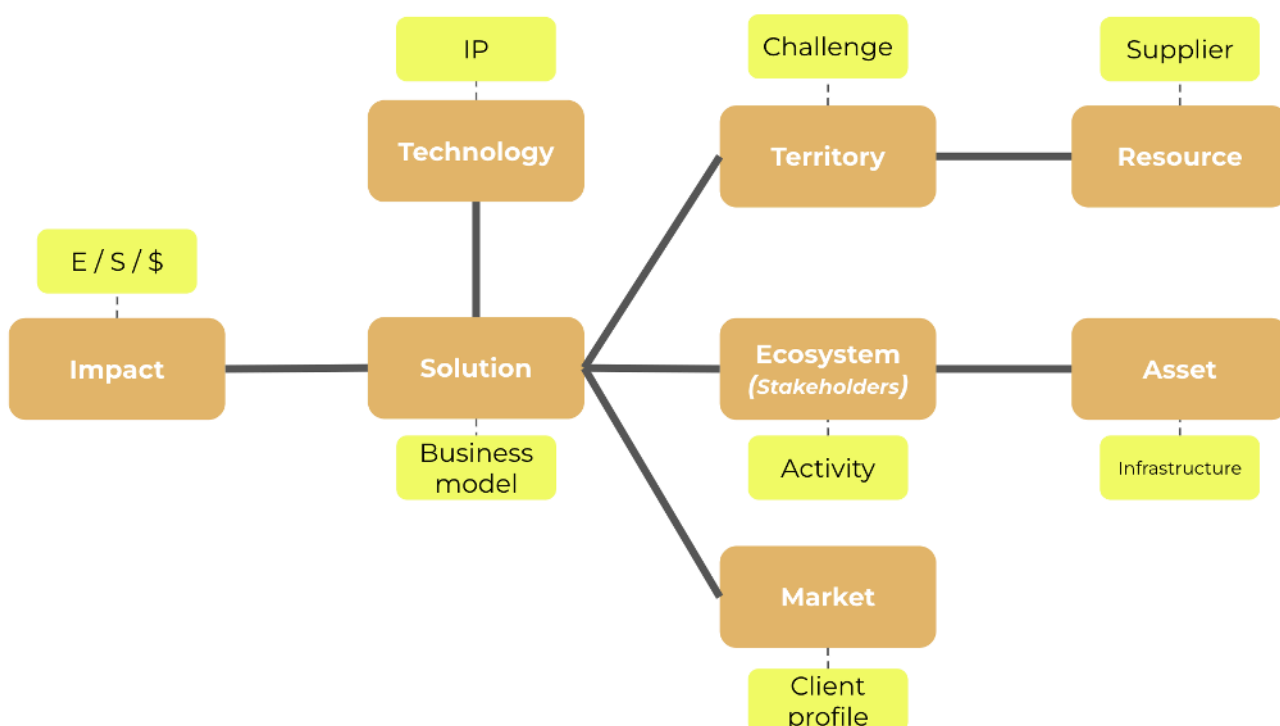 IP
Challenge
Supplier
Technology
Territory
Resource
E / S / $
Impact
Solution
Ecosystem
(Stakeholders)
Asset
Business
model
Activity
Infrastructure
Market
Client
profile